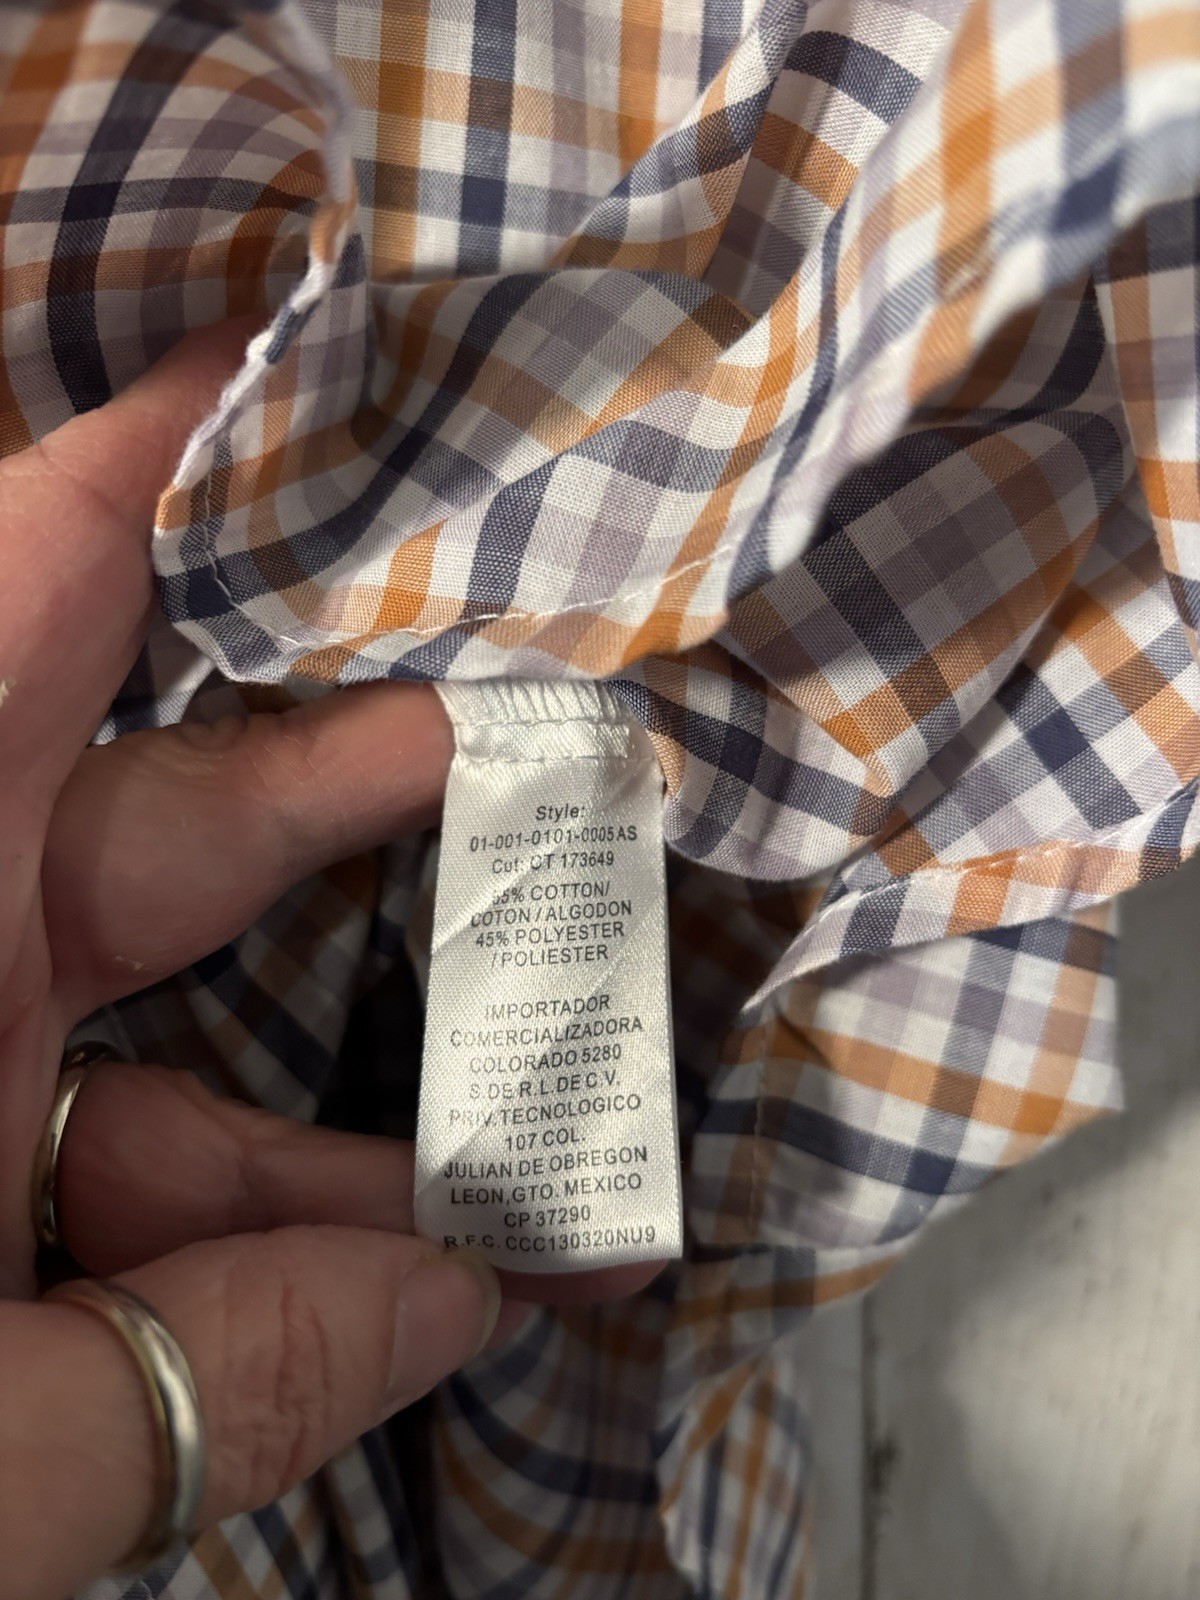 Style:
01-001-0101-0005AS
Cut: CT 173649
55% COTTON/
COTON / ALGODON
45% POLYESTER
/ POLIESTER
IMPORTADOR
COMERCIALIZADORA
COLORADO 5280
S DE R.L. DE C.V.
PRIV. TECNOLOGICO
107 COL.
JULIAN DE OBREGON
LEON, GTO. MEXICO
CP 37290
R.F.C. CCC130320NU9